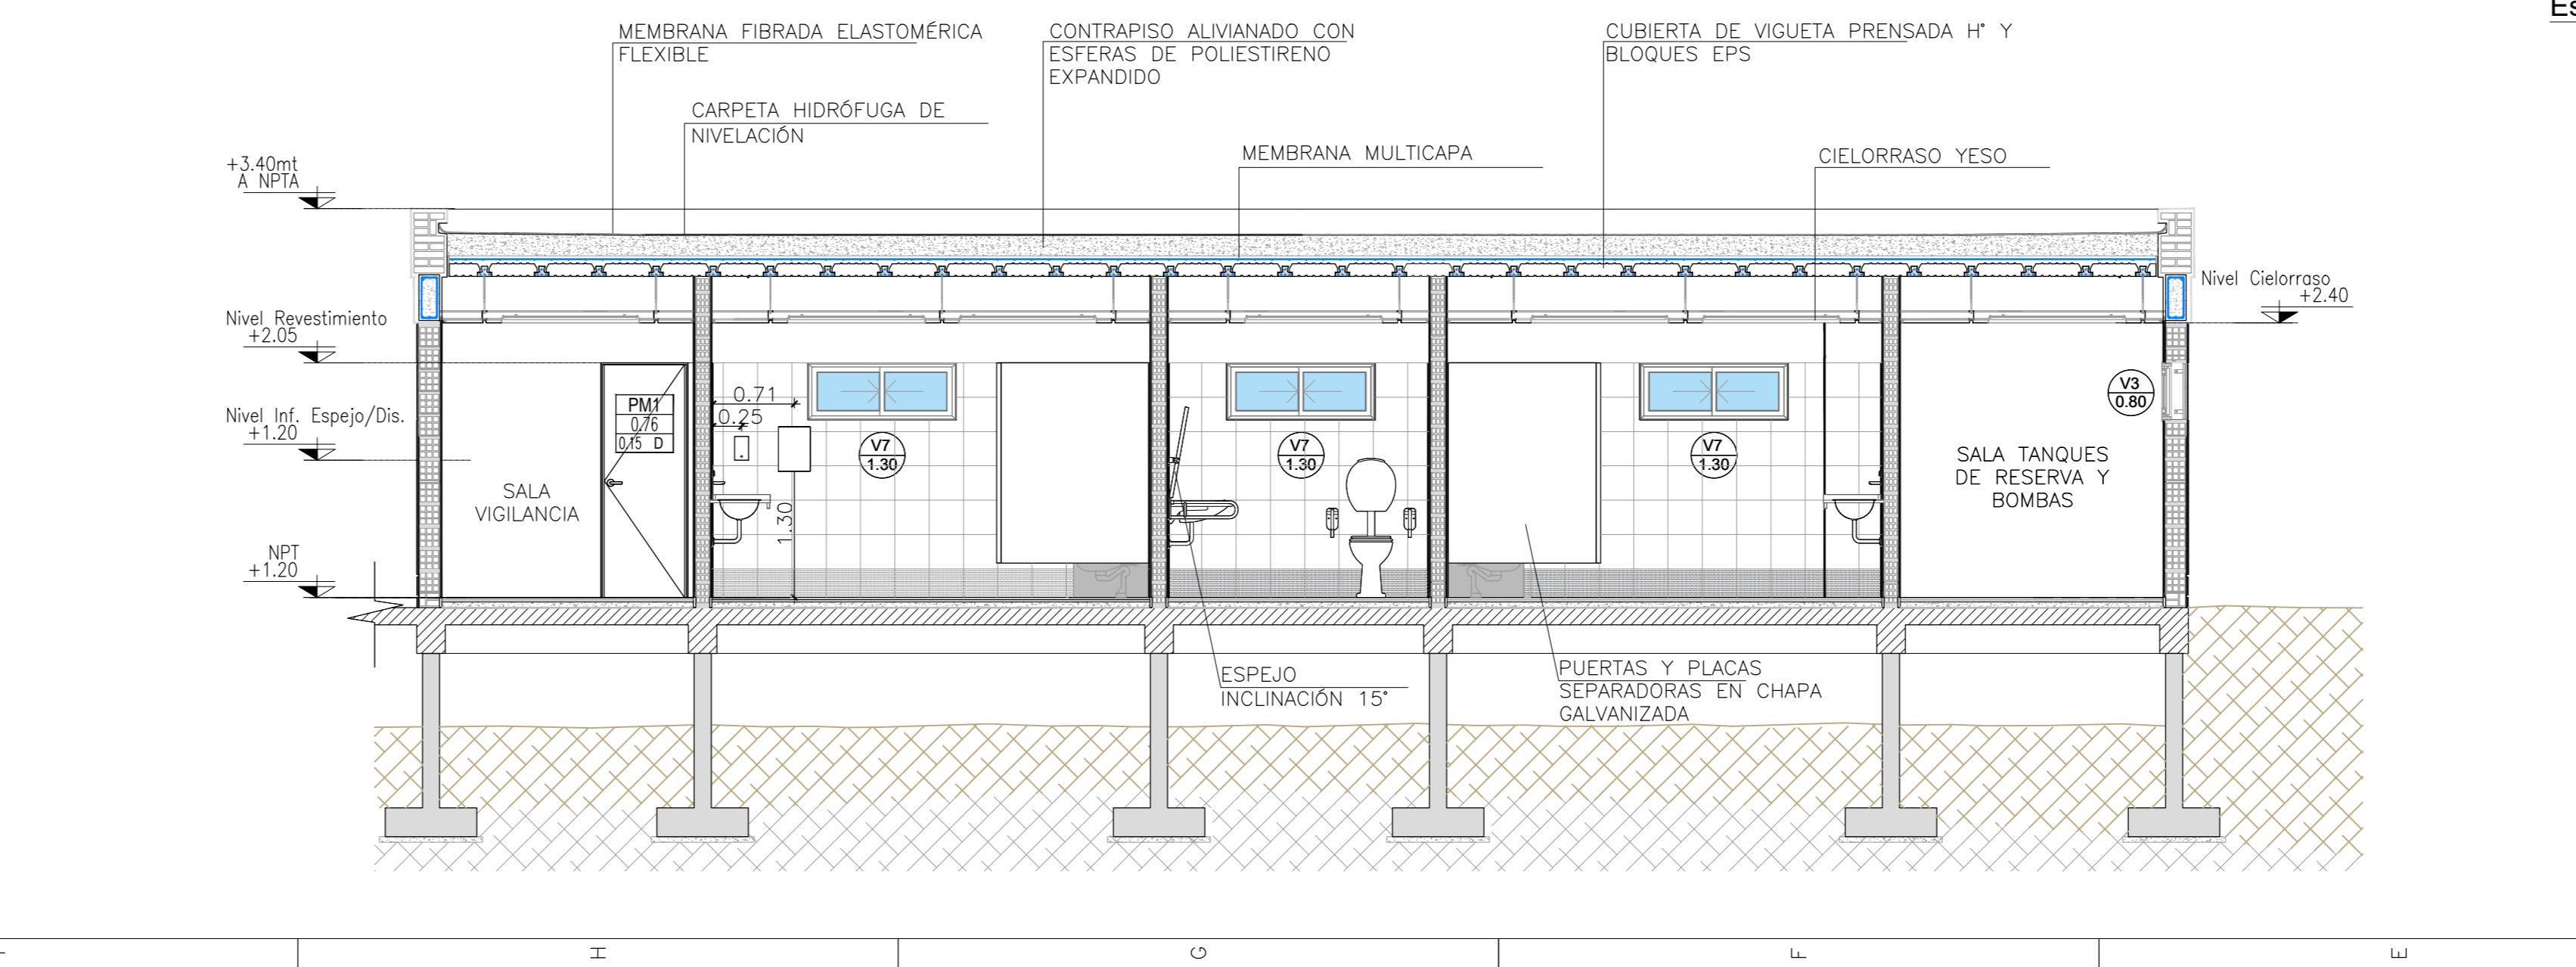 Es
MEMBRANA FIBRADA ELASTOMÉRICA
FLEXIBLE
CONTRAPISO ALIVIANADO CON
ESFERAS DE POLIESTIRENO
EXPANDIDO
CUBIERTA DE VIGUETA PRENSADA H° Y
BLOQUES EPS
CARPETA HIDRÓFUGA DE
NIVELACIÓN
MEMBRANA MULTICAPA
CIELORRASO YESO
+3.40mt
A NPTA
Nivel Cielorraso
+2.40
Nivel Revestimiento
+2.05
Nivel Inf. Espejo/Dis.
+1.20
NPT
+1.20
SALA
VIGILANCIA
PM1
0.76
0.15 D
0.71
0.25
1.30
V7
1.30
V7
1.30
V7
1.30
V3
0.80
SALA TANQUES
DE RESERVA Y
BOMBAS
ESPEJO
INCLINACIÓN 15°
PUERTAS Y PLACAS
SEPARADORAS EN CHAPA
GALVANIZADA
H
G
F
E